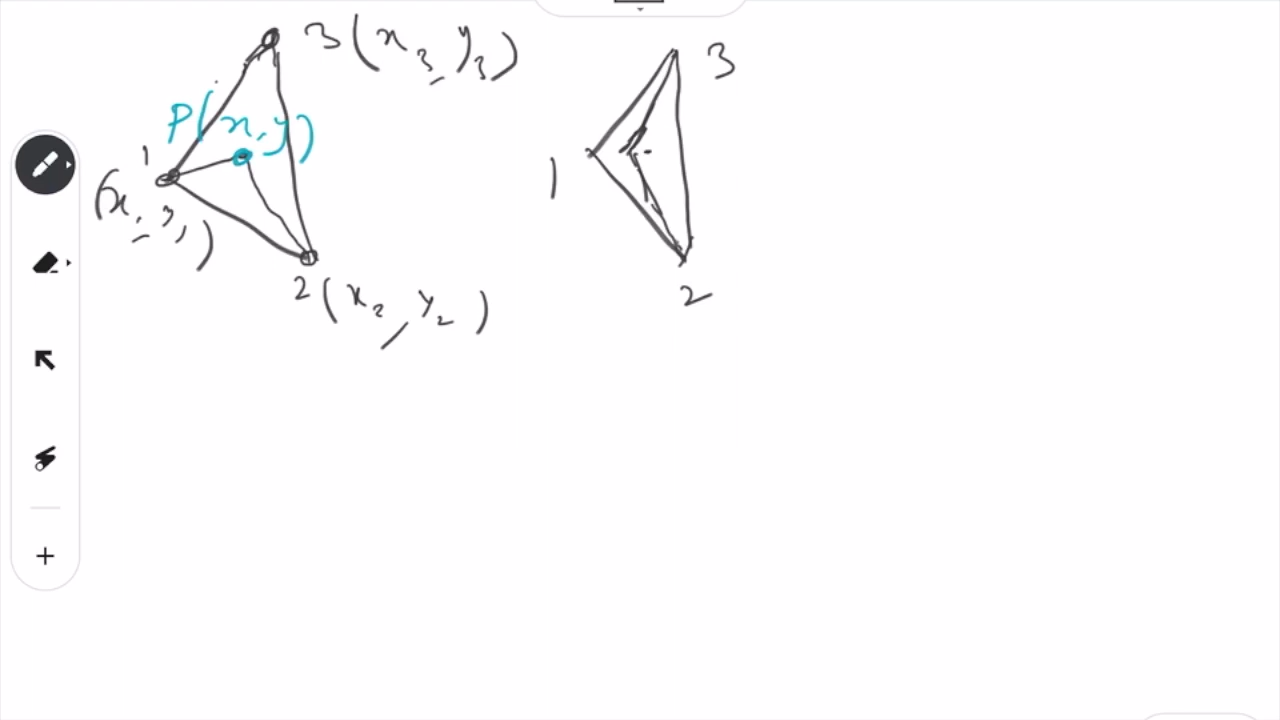 3 (x₃, y₃)
P(x, y)
1
(x₁, y₁)
2 (x₂, y₂)
3
1
2